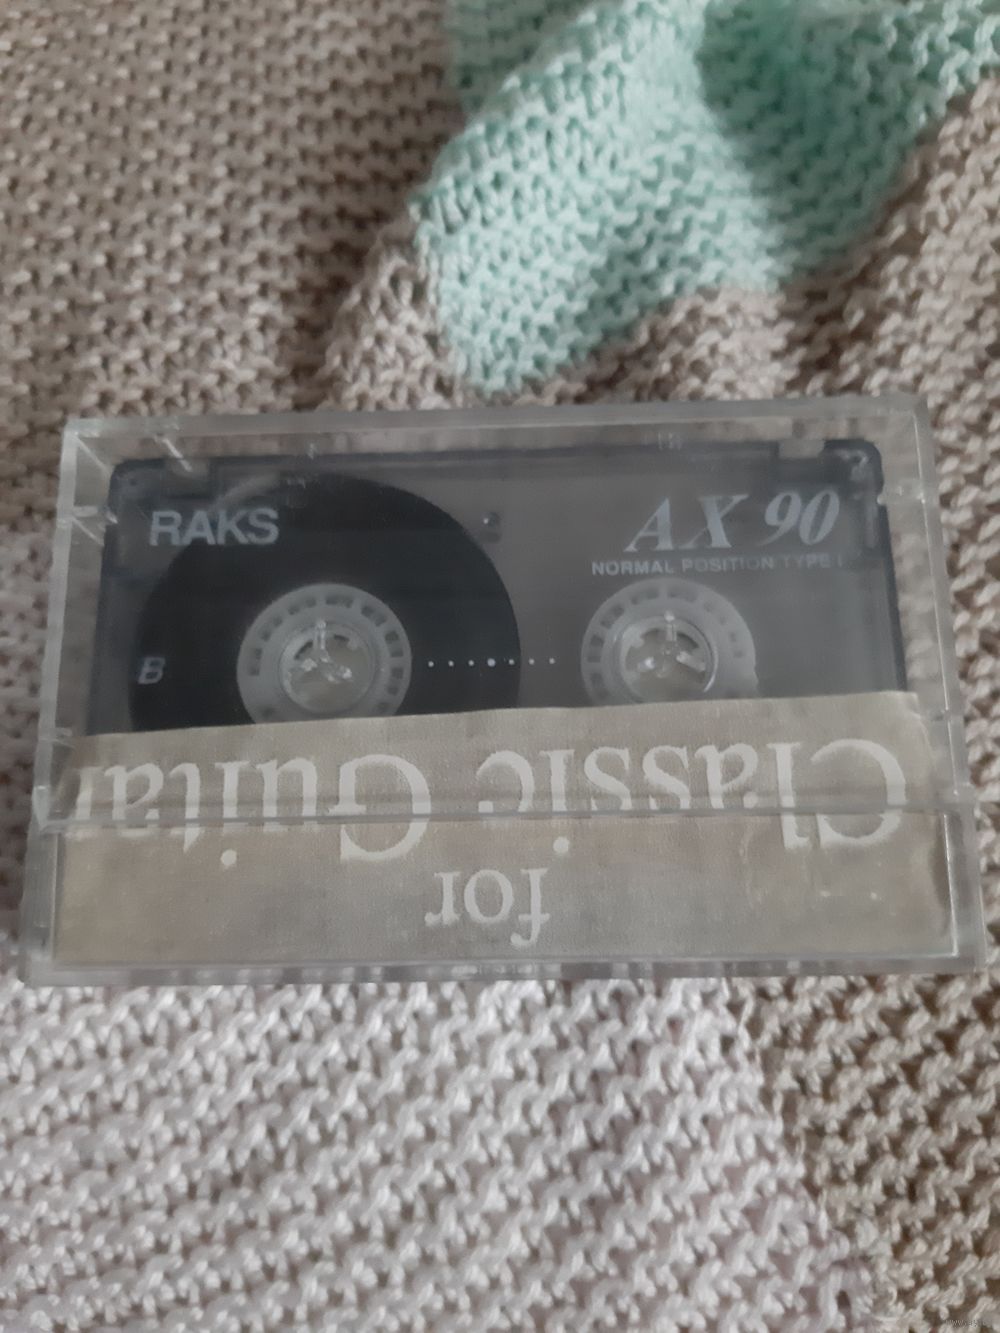 RAKS
AX 90
NORMAL POSITION TYPE I
B
Classic Guitar
for